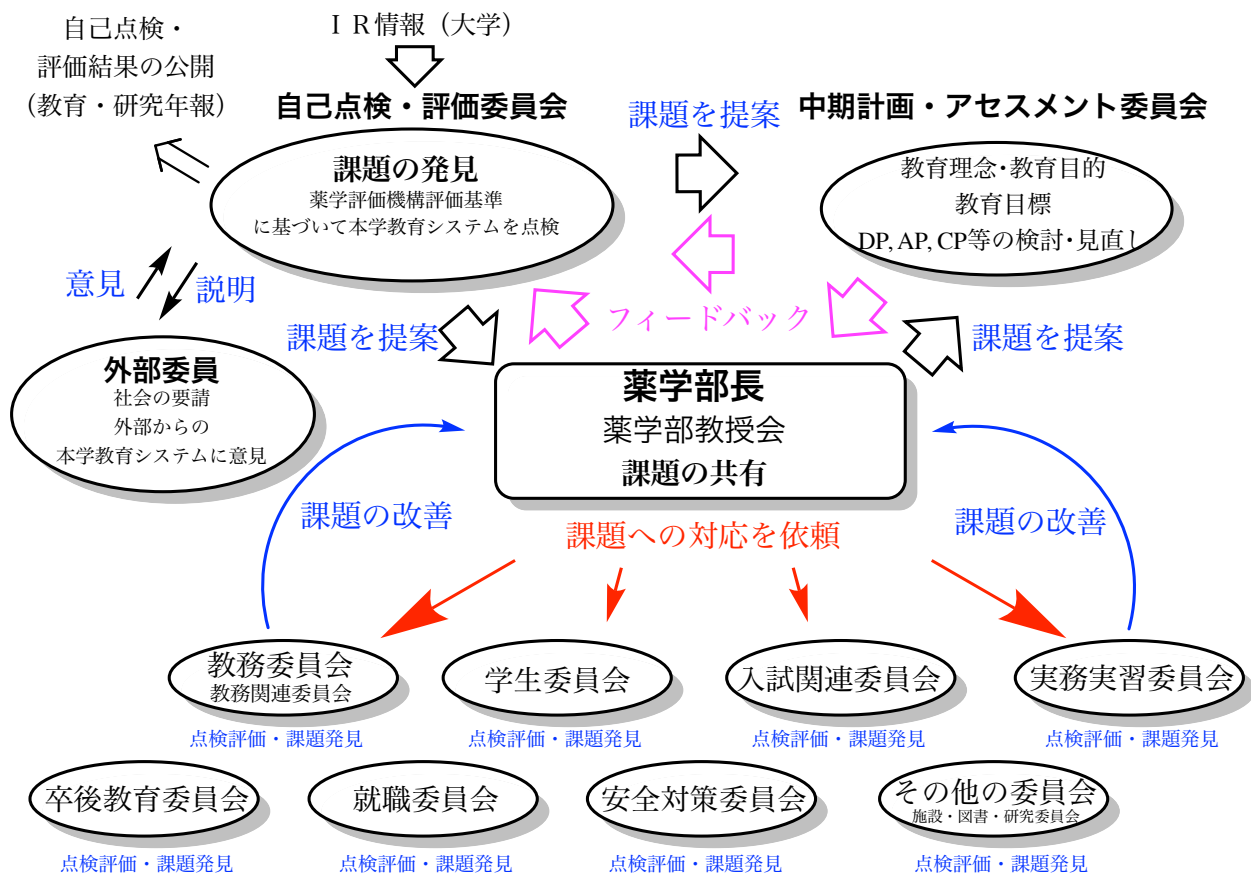 自己点検・
評価結果の公開
(教育・研究年報)
ＩＲ情報（大学）
自己点検・評価委員会
課題の発見
薬学評価機構評価基準
に基づいて本学教育システムを点検
課題を提案
中期計画・アセスメント委員会
教育理念・教育目的
教育目標
DP, AP, CP等の検討・見直し
意見
説明
課題を提案
フィードバック
課題を提案
外部委員
社会の要請
外部からの
本学教育システムに意見
薬学部長
薬学部教授会
課題の共有
課題の改善
課題への対応を依頼
課題の改善
教務委員会
教務関連委員会
点検評価・課題発見
学生委員会
点検評価・課題発見
入試関連委員会
点検評価・課題発見
実務実習委員会
点検評価・課題発見
卒後教育委員会
点検評価・課題発見
就職委員会
点検評価・課題発見
安全対策委員会
点検評価・課題発見
その他の委員会
施設・図書・研究委員会
点検評価・課題発見